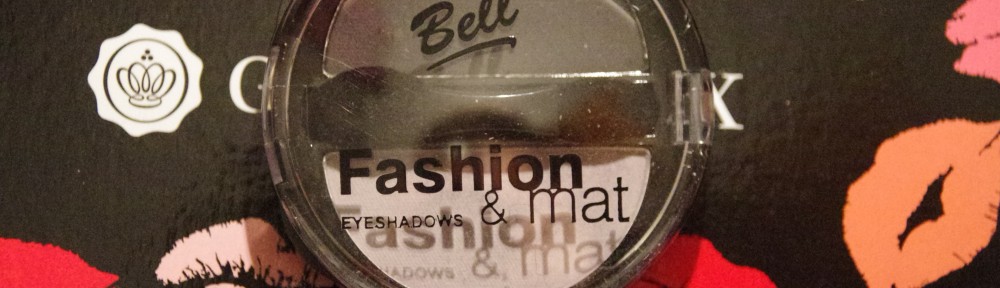 Bell
G X
Fashion
& mat
EYESHADOWS